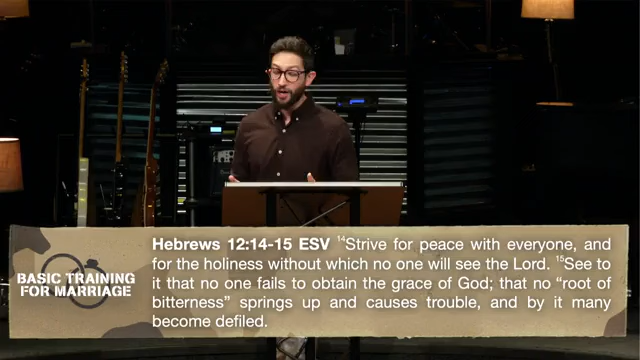 BASIC TRAINING
FOR MARRIAGE
Hebrews 12:14-15 ESV ¹⁴Strive for peace with everyone, and
for the holiness without which no one will see the Lord. ¹⁵See to
it that no one fails to obtain the grace of God; that no “root of
bitterness” springs up and causes trouble, and by it many
become defiled.